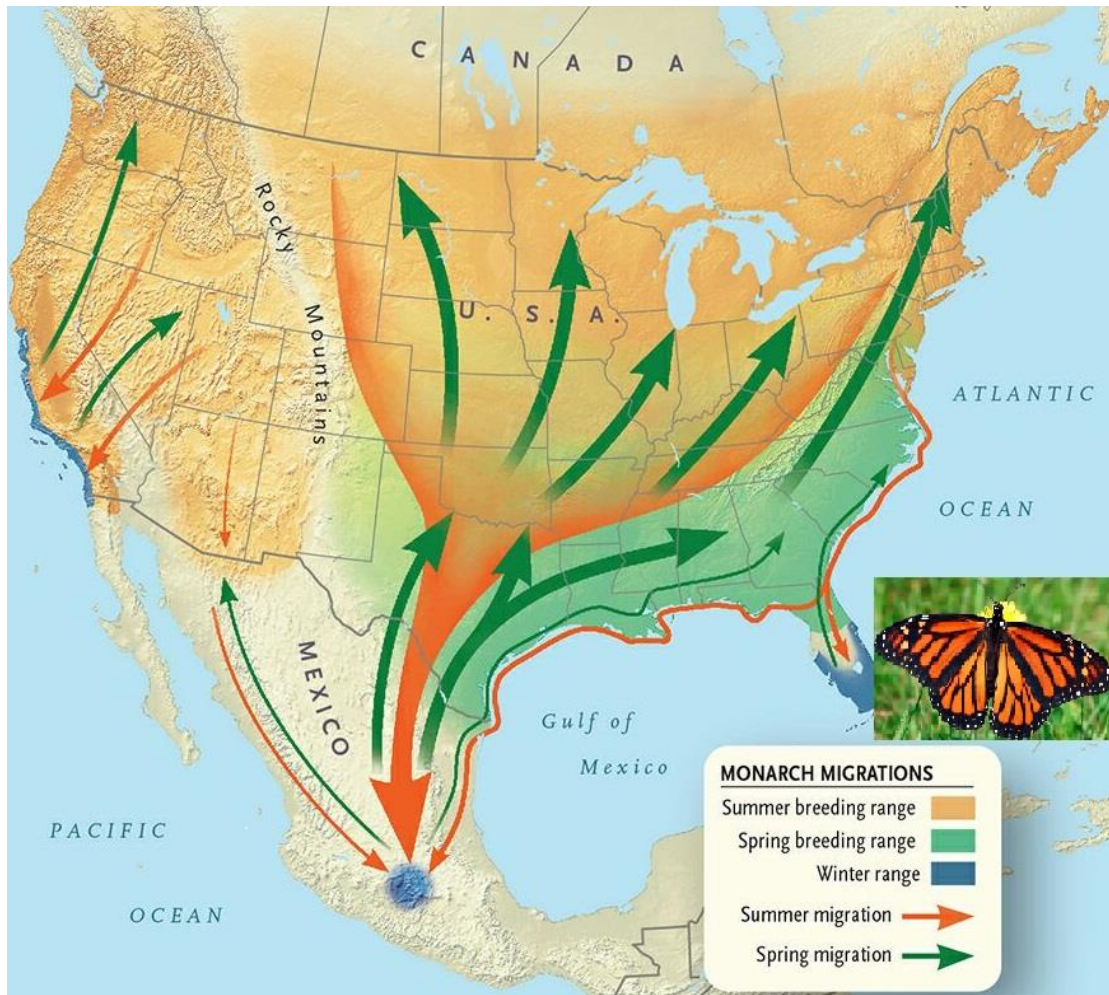 CANADA
Rocky
Mountains
U. S. A.
ATLANTIC
OCEAN
MEXICO
Gulf of
Mexico
PACIFIC
OCEAN
MONARCH MIGRATIONS
Summer breeding range
Spring breeding range
Winter range
Summer migration
Spring migration